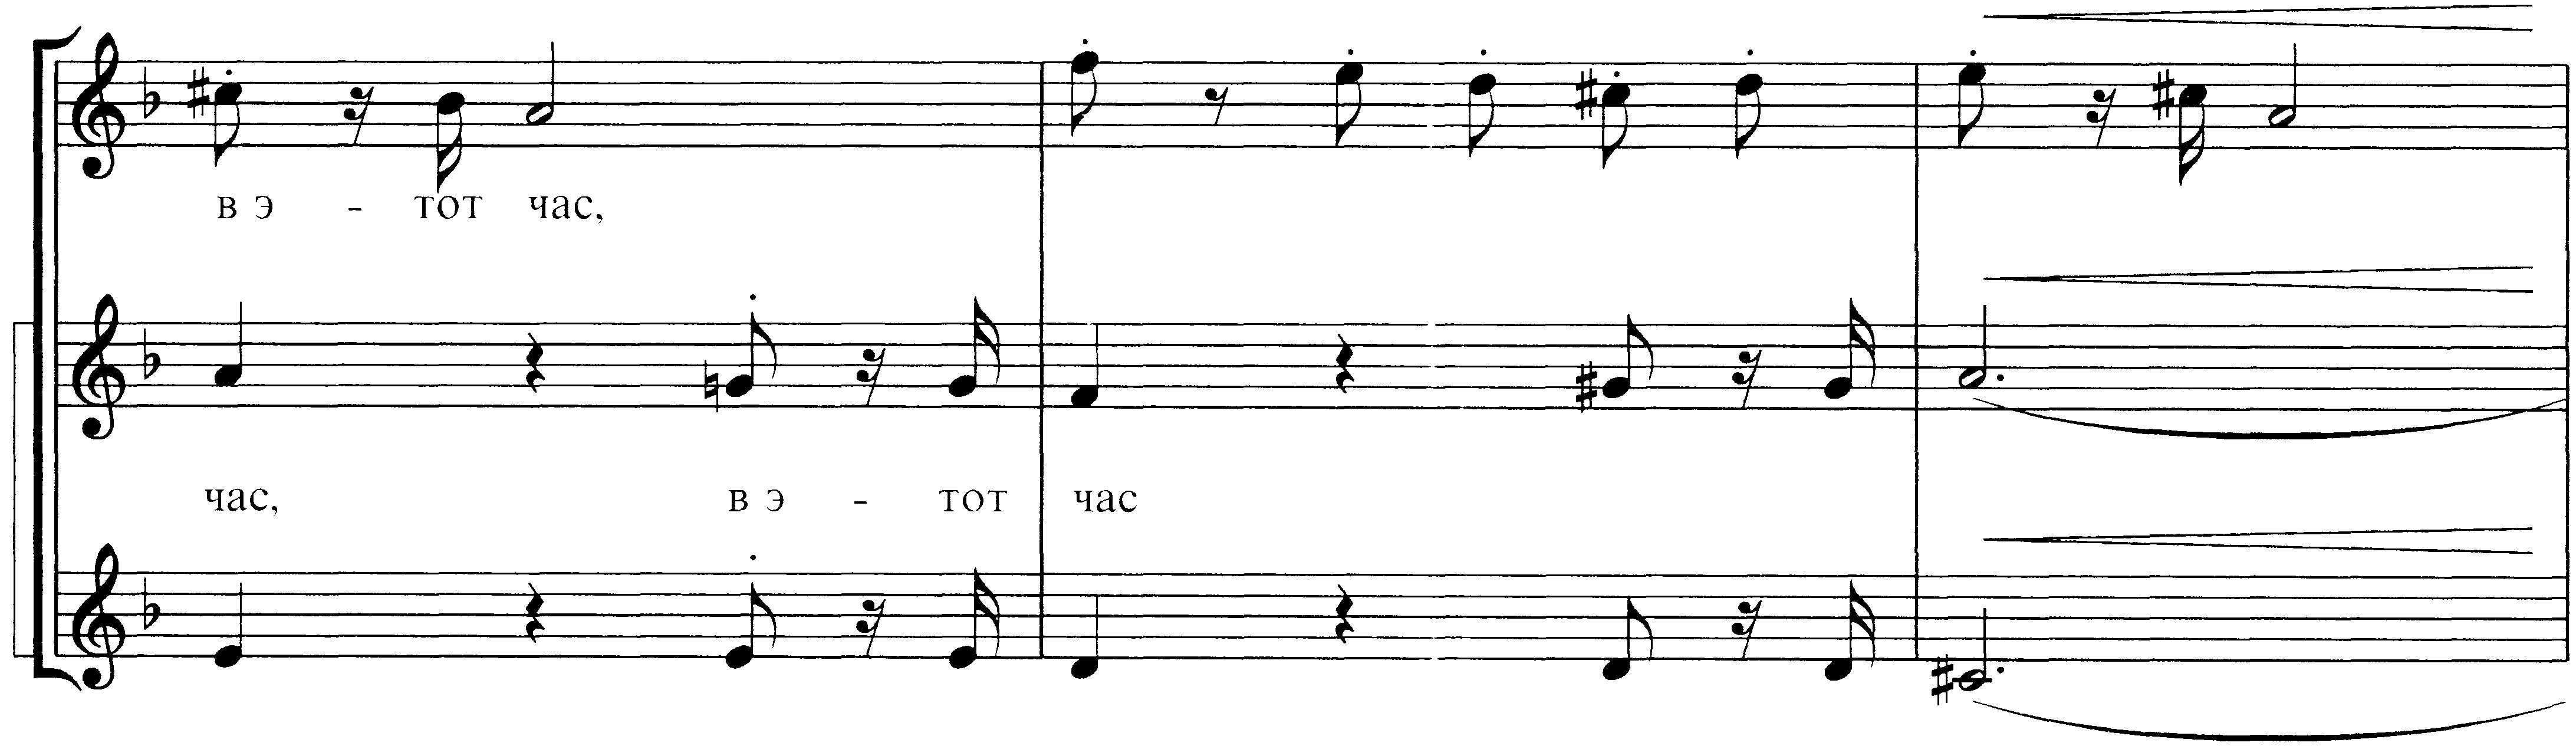 в э - тот час,
час, в э - тот час